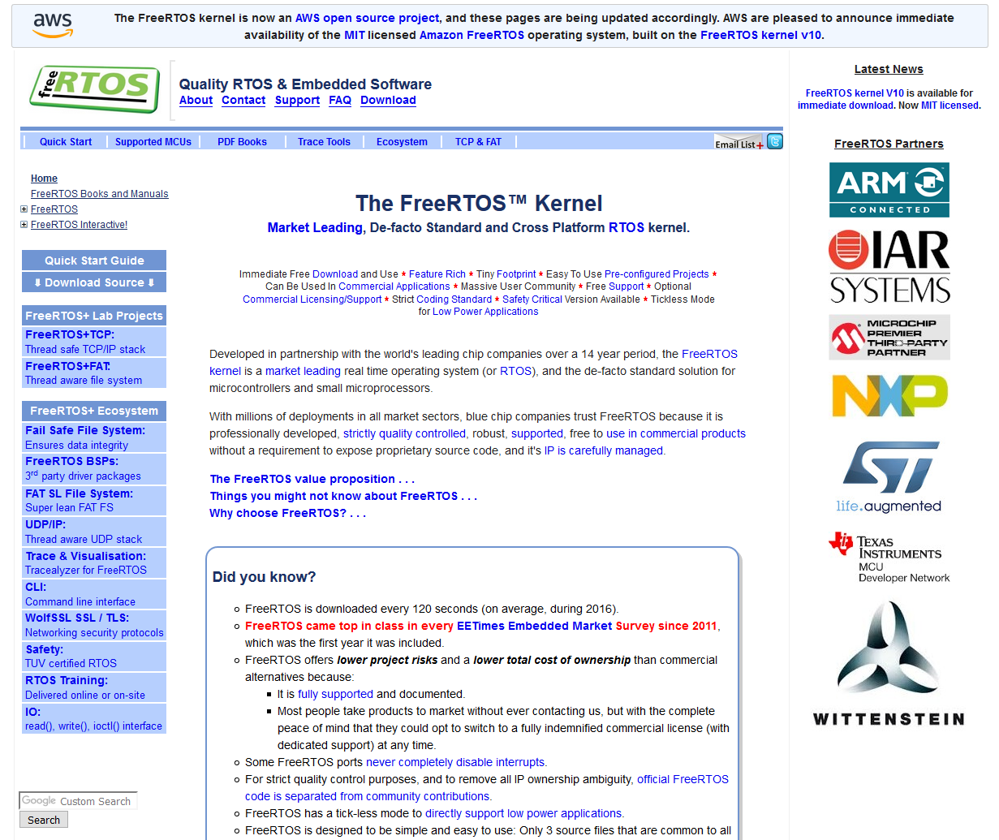 aws
The FreeRTOS kernel is now an AWS open source project, and these pages are being updated accordingly. AWS are pleased to announce immediate
availability of the MIT licensed Amazon FreeRTOS operating system, built on the FreeRTOS kernel v10.
free RTOS
Quality RTOS & Embedded Software
About Contact Support FAQ Download
Quick Start Supported MCUs PDF Books Trace Tools Ecosystem TCP & FAT Email List+
Home
FreeRTOS Books and Manuals
FreeRTOS
FreeRTOS Interactive!
Quick Start Guide
⬇ Download Source ⬇
FreeRTOS+ Lab Projects
FreeRTOS+TCP:
Thread safe TCP/IP stack
FreeRTOS+FAT:
Thread aware file system
FreeRTOS+ Ecosystem
Fail Safe File System:
Ensures data integrity
FreeRTOS BSPs:
3rd party driver packages
FAT SL File System:
Super lean FAT FS
UDP/IP:
Thread aware UDP stack
Trace & Visualisation:
Tracealyzer for FreeRTOS
CLI:
Command line interface
WolfSSL SSL / TLS:
Networking security protocols
Safety:
TUV certified RTOS
RTOS Training:
Delivered online or on-site
IO:
read(), write(), ioctl() interface
Google Custom Search
Search
The FreeRTOS™ Kernel
Market Leading, De-facto Standard and Cross Platform RTOS kernel.
Immediate Free Download and Use * Feature Rich * Tiny Footprint * Easy To Use Pre-configured Projects *
Can Be Used In Commercial Applications * Massive User Community * Free Support * Optional
Commercial Licensing/Support * Strict Coding Standard * Safety Critical Version Available * Tickless Mode
for Low Power Applications
Developed in partnership with the world's leading chip companies over a 14 year period, the FreeRTOS
kernel is a market leading real time operating system (or RTOS), and the de-facto standard solution for
microcontrollers and small microprocessors.
With millions of deployments in all market sectors, blue chip companies trust FreeRTOS because it is
professionally developed, strictly quality controlled, robust, supported, free to use in commercial products
without a requirement to expose proprietary source code, and it's IP is carefully managed.
The FreeRTOS value proposition . . .
Things you might not know about FreeRTOS . . .
Why choose FreeRTOS? . . .
Did you know?
FreeRTOS is downloaded every 120 seconds (on average, during 2016).
FreeRTOS came top in class in every EETimes Embedded Market Survey since 2011,
which was the first year it was included.
FreeRTOS offers lower project risks and a lower total cost of ownership than commercial
alternatives because:
It is fully supported and documented.
Most people take products to market without ever contacting us, but with the complete
peace of mind that they could opt to switch to a fully indemnified commercial license (with
dedicated support) at any time.
Some FreeRTOS ports never completely disable interrupts.
For strict quality control purposes, and to remove all IP ownership ambiguity, official FreeRTOS
code is separated from community contributions.
FreeRTOS has a tick-less mode to directly support low power applications.
FreeRTOS is designed to be simple and easy to use: Only 3 source files that are common to all
Latest News
FreeRTOS kernel V10 is available for
immediate download. Now MIT licensed.
FreeRTOS Partners
ARM
CONNECTED
IAR
SYSTEMS
MICROCHIP
PREMIER
THIRD-PARTY
PARTNER
NXP
ST
life.augmented
TEXAS
INSTRUMENTS
MCU
Developer Network
WITTENSTEIN